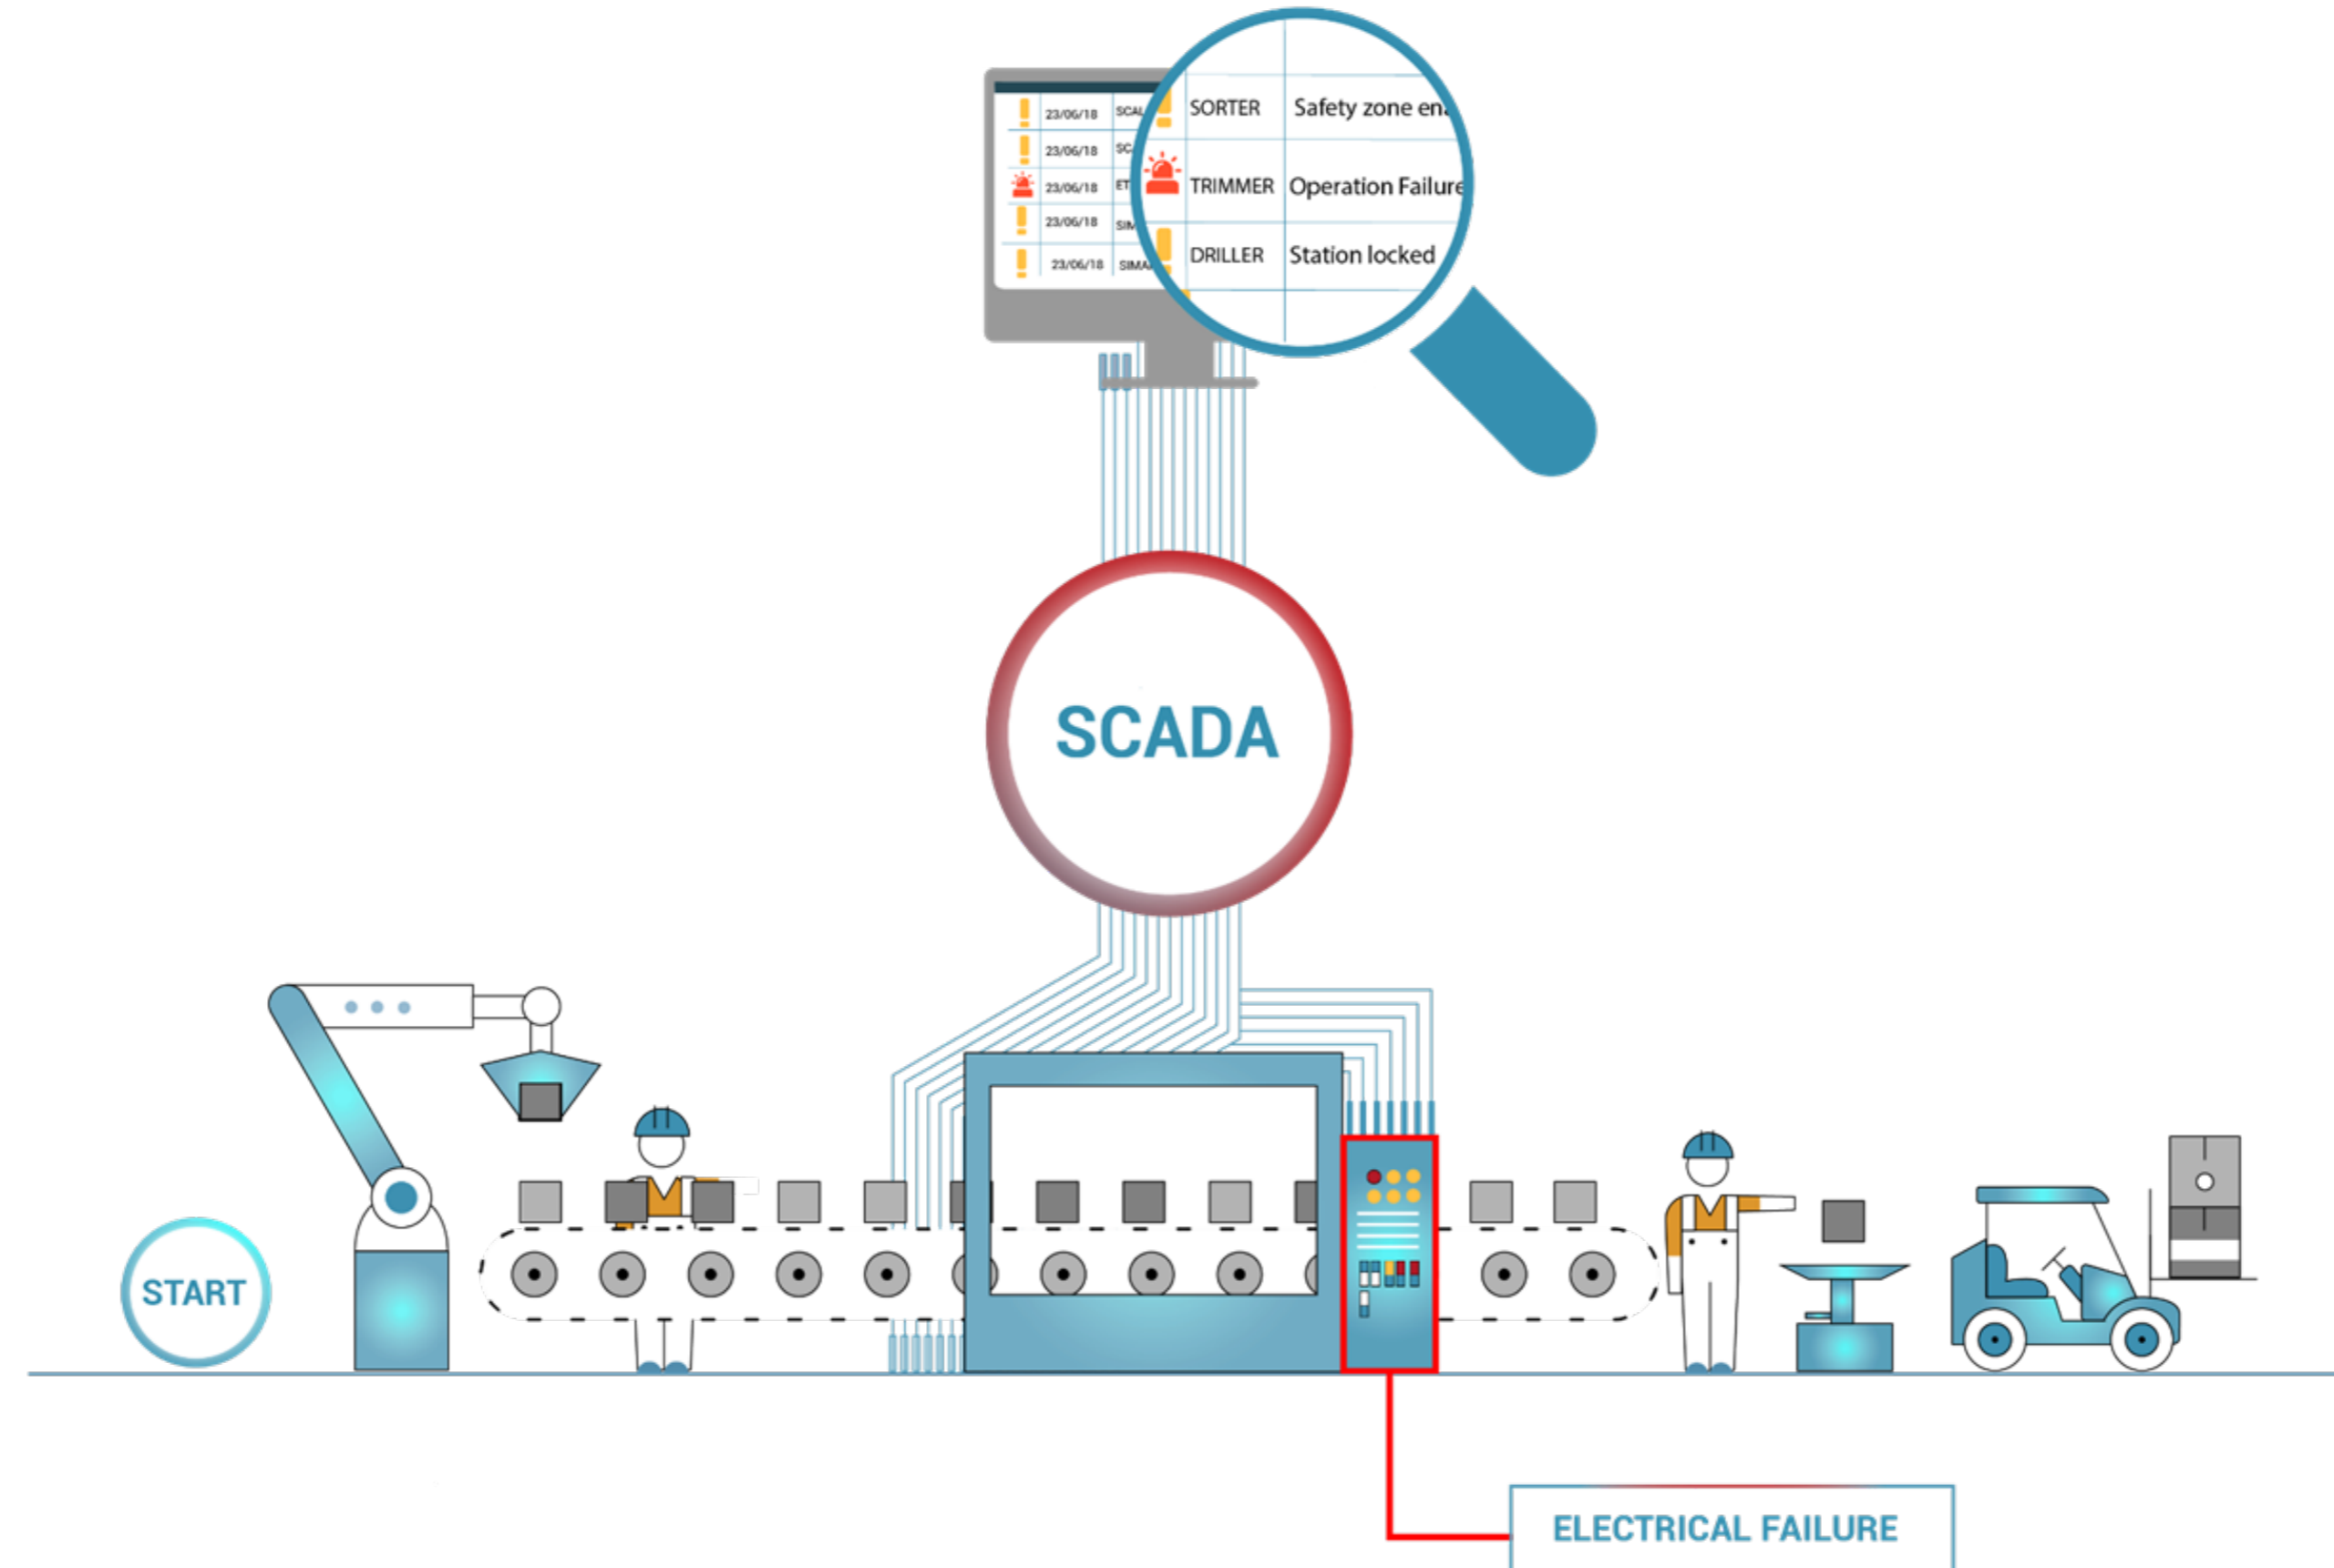 23/06/18
23/06/18
23/06/18
23/06/18
23/06/18
SORTER Safety zone
TRIMMER Operation Failure
DRILLER Station locked
SCADA
START
ELECTRICAL FAILURE